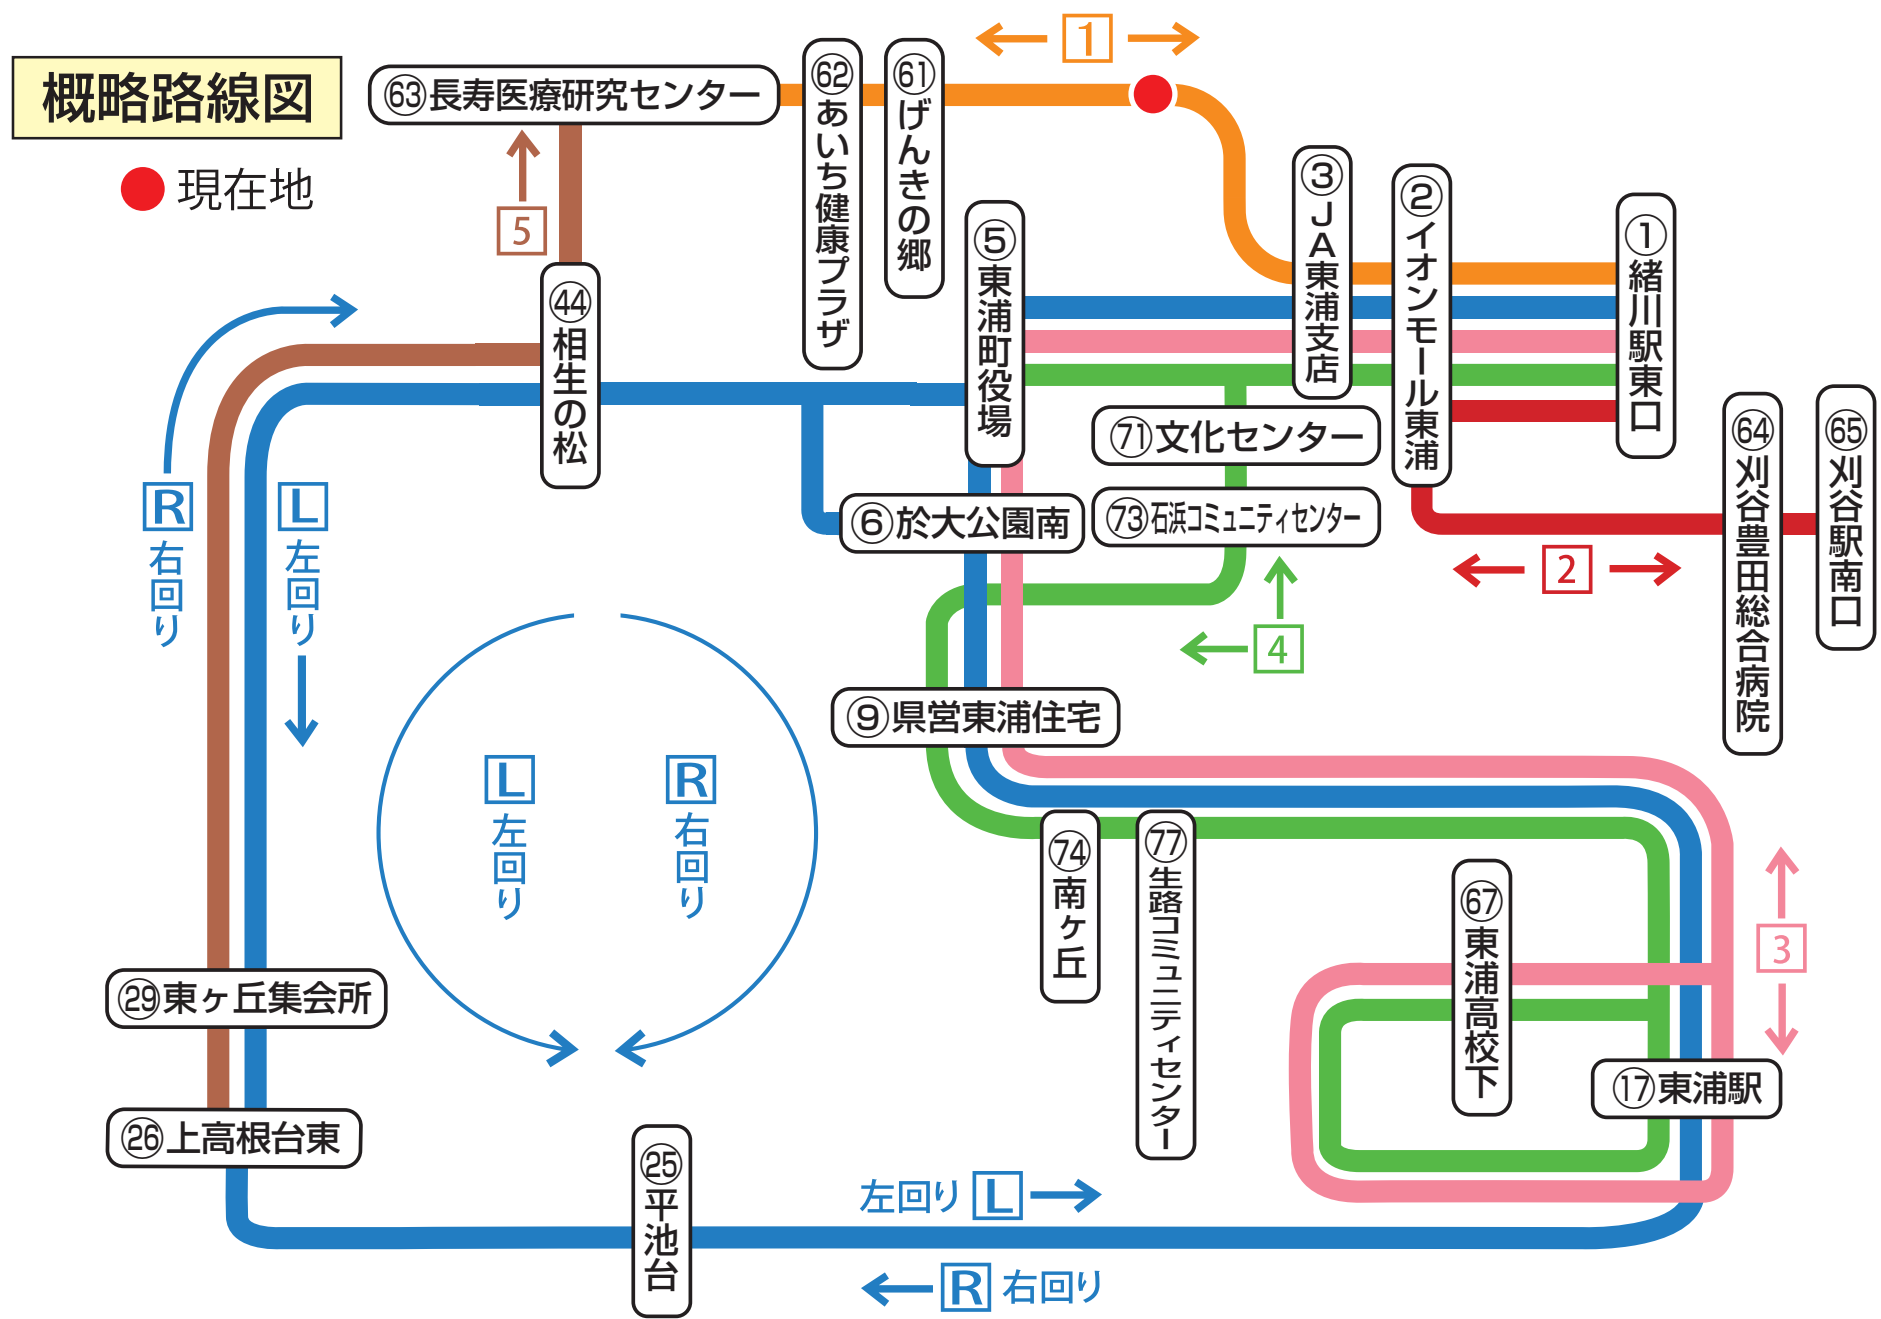 概略路線図
現在地
1
㊿63長寿医療研究センター
62あいち健康プラザ
61げんきの郷
5
⑤東浦町役場
③JA東浦支店
②イオンモール東浦
①緒川駅東口
44相生の松
71文化センター
73石浜コミュニティセンター
64刈谷豊田総合病院
65刈谷駅南口
⑥於大公園南
2
R
右回り
L
左回り
4
⑨県営東浦住宅
L
左回り
R
右回り
74南ヶ丘
77生路コミュニティセンター
67東浦高校下
3
㉙東ヶ丘集会所
⑰東浦駅
㉖上高根台東
㉕平池台
左回り L
R 右回り